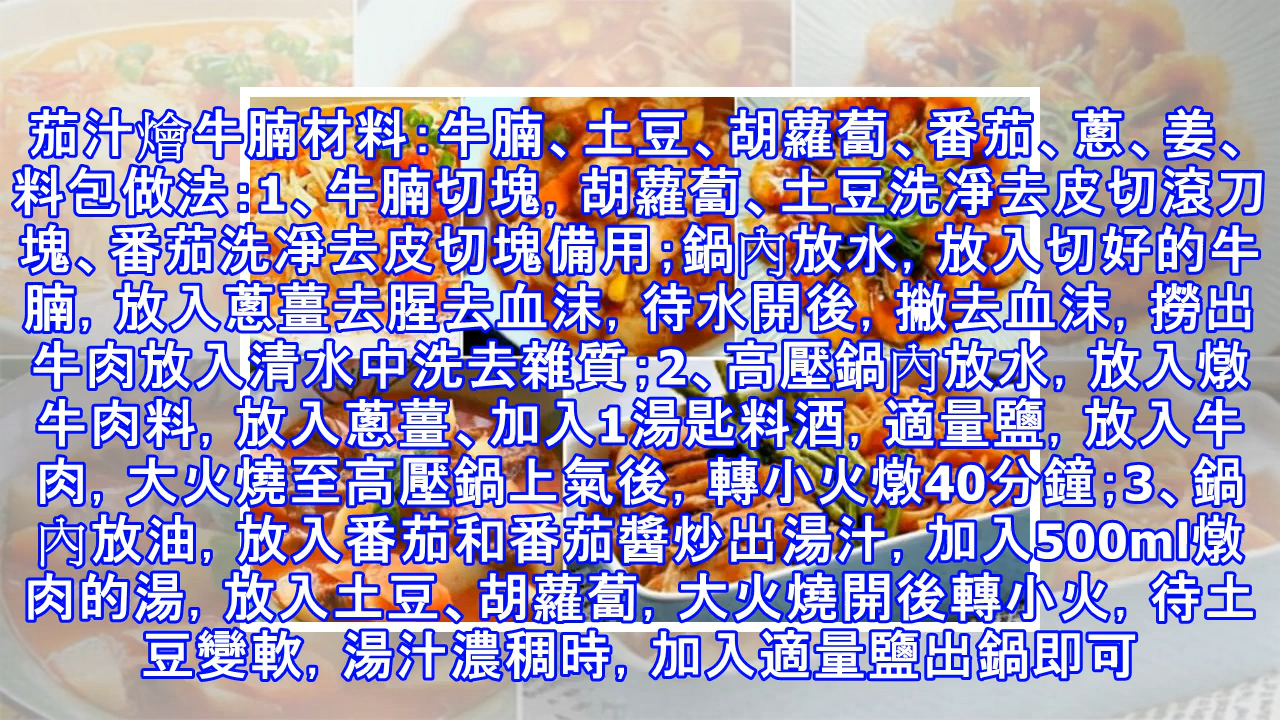 茄汁燴牛腩材料:牛腩、土豆、胡蘿蔔、番茄、蔥、姜、
料包做法:1、牛腩切塊, 胡蘿蔔、土豆洗凈去皮切滾刀
塊、番茄洗凈去皮切塊備用;鍋內放水, 放入切好的牛
腩, 放入蔥薑去腥去血沫, 待水開後, 撇去血沫, 撈出
牛肉放入清水中洗去雜質;2、高壓鍋內放水, 放入燉
牛肉料, 放入蔥薑、加入1湯匙料酒, 適量鹽, 放入牛
肉, 大火燒至高壓鍋上氣後, 轉小火燉40分鐘;3、鍋
內放油, 放入番茄和番茄醬炒出湯汁, 加入500ml燉
肉的湯, 放入土豆、胡蘿蔔, 大火燒開後轉小火, 待土
豆變軟, 湯汁濃稠時, 加入適量鹽出鍋即可